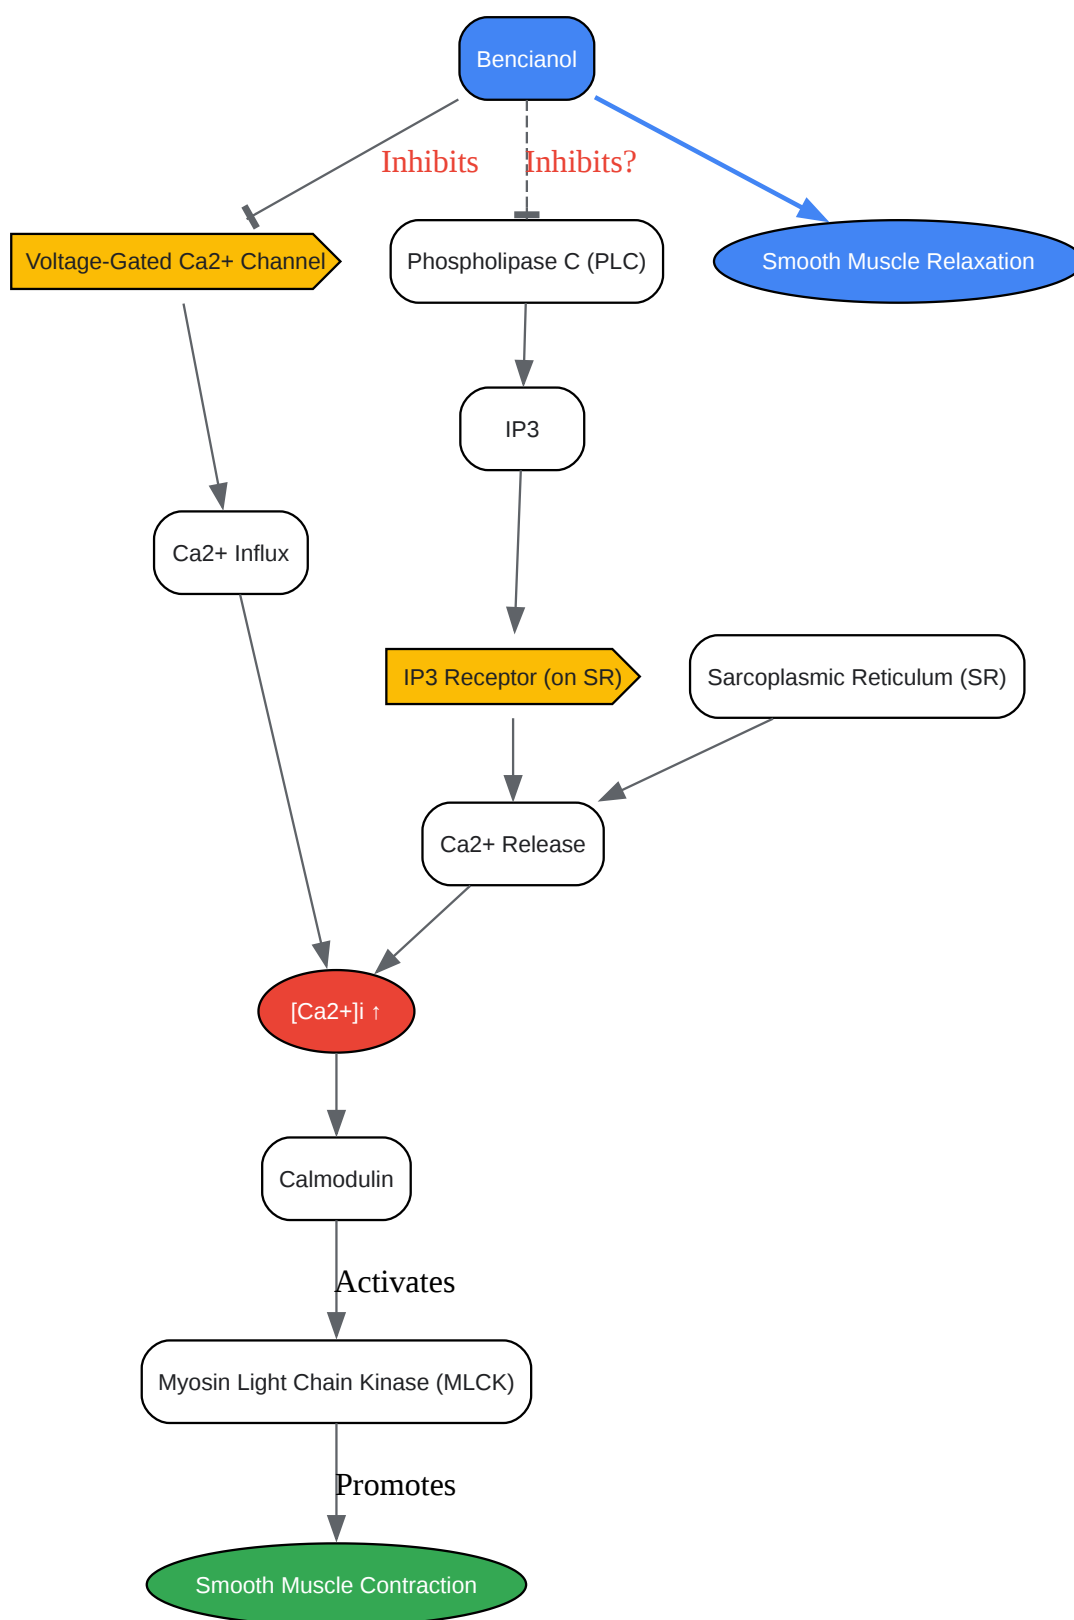 Bencianol
Inhibits
Inhibits?
Voltage-Gated Ca2+ Channel
Phospholipase C (PLC)
Smooth Muscle Relaxation
IP3
Ca2+ Influx
IP3 Receptor (on SR)
Sarcoplasmic Reticulum (SR)
Ca2+ Release
[Ca2+]i ↑
Calmodulin
Activates
Myosin Light Chain Kinase (MLCK)
Promotes
Smooth Muscle Contraction